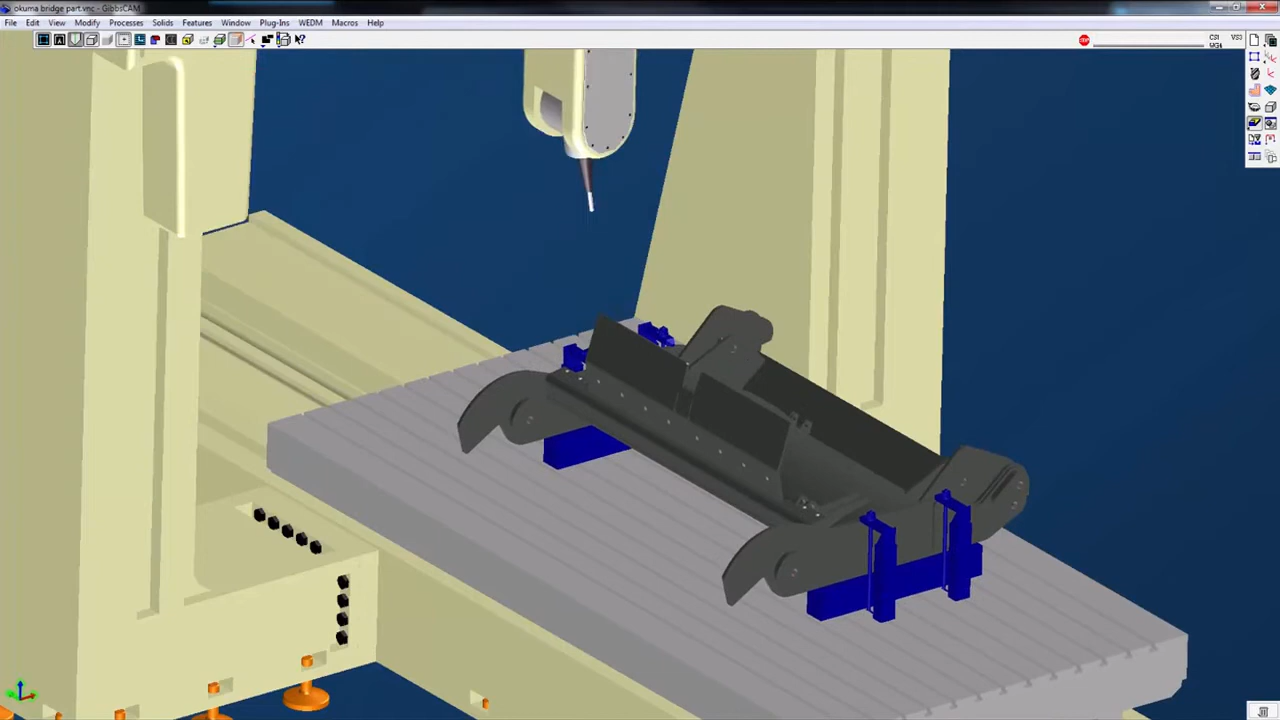 okuma bridge part.vnc - GibbsCAM
File Edit View Modify Processes Solids Features Window Plug-Ins WEDM Macros Help